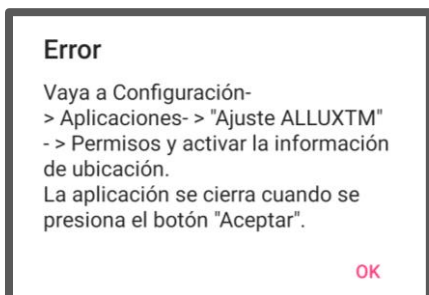 Error
Vaya a Configuración-
> Aplicaciones- > "Ajuste ALLUXTM"
- > Permisos y activar la información
de ubicación.
La aplicación se cierra cuando se
presiona el botón "Aceptar".
OK